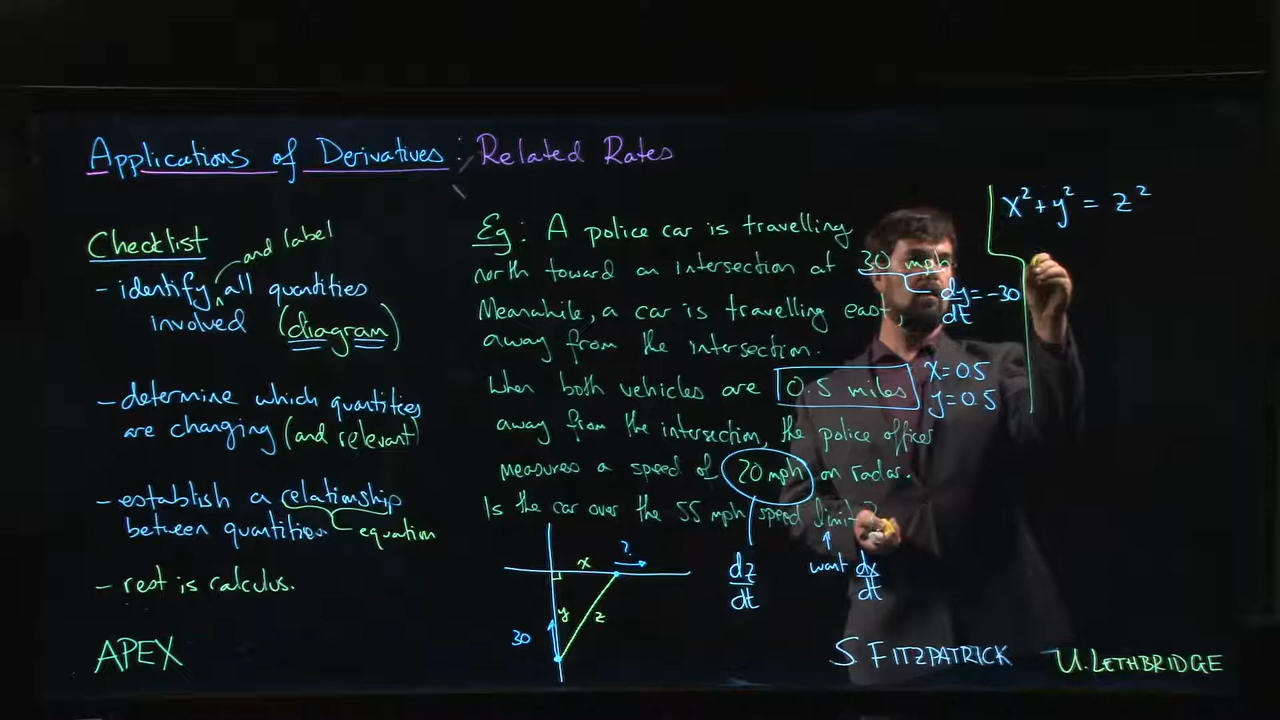 Applications of Derivatives : Related Rates
Checklist
and label
- identify all quantities
involved (diagram)
- determine which quantities
are changing (and relevant)
- establish a relationship
between quantities. equation
- rest is calculus.
APEX
Eg: A police car is travelling
north toward an intersection at 30 mph
dy/dt = -30
Meanwhile, a car is travelling east,
away from the intersection.
When both vehicles are 0.5 miles
x = 0.5
y = 0.5
away from the intersection, the police officer
measures a speed of 20 mph on radar.
Is the car over the 55 mph speed limit?
dz/dt
want dx/dt
x ?
y z
30
x² + y² = z²
S FITZPATRICK U. LETHBRIDGE